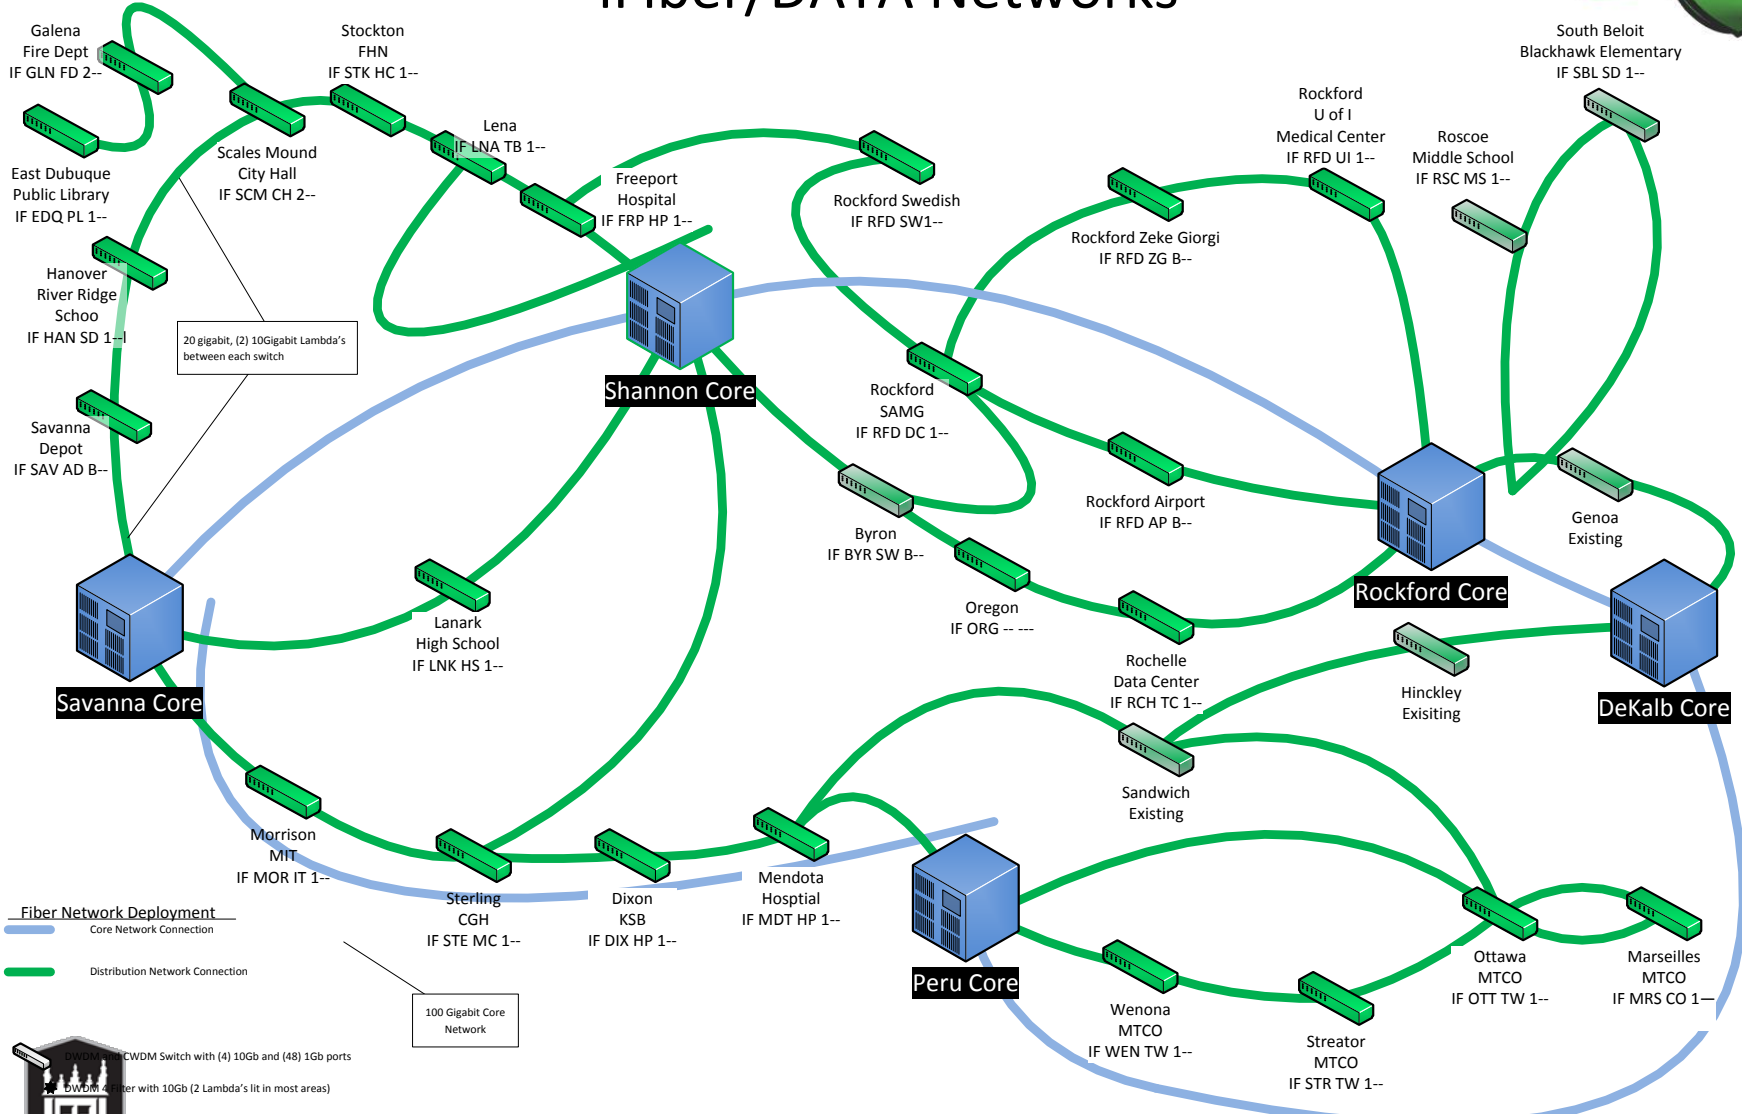 iFiber/DATA Networks
Galena
Fire Dept
IF GLN FD 2--
Stockton
FHN
IF STK HC 1--
South Beloit
Blackhawk Elementary
IF SBL SD 1--
Lena
IF LNA TB 1--
Rockford
U of I
Medical Center
IF RFD UI 1--
Roscoe
Middle School
IF RSC MS 1--
East Dubuque
Public Library
IF EDQ PL 1--
Scales Mound
City Hall
IF SCM CH 2--
Freeport
Hospital
IF FRP HP 1--
Rockford Swedish
IF RFD SW1--
Rockford Zeke Giorgi
IF RFD ZG B--
Hanover
River Ridge
Schoo
IF HAN SD 1--l
20 gigabit, (2) 10Gigabit Lambda's
between each switch
Shannon Core
Rockford
SAMG
IF RFD DC 1--
Savanna
Depot
IF SAV AD B--
Rockford Airport
IF RFD AP B--
Genoa
Existing
Byron
IF BYR SW B--
Oregon
IF ORG -- ---
Rockford Core
Lanark
High School
IF LNK HS 1--
Rochelle
Data Center
IF RCH TC 1--
Hinckley
Exisiting
Savanna Core
DeKalb Core
Sandwich
Existing
Morrison
MIT
IF MOR IT 1--
Sterling
CGH
IF STE MC 1--
Dixon
KSB
IF DIX HP 1--
Mendota
Hosptial
IF MDT HP 1--
Peru Core
Wenona
MTCO
IF WEN TW 1--
Streator
MTCO
IF STR TW 1--
Ottawa
MTCO
IF OTT TW 1--
Marseilles
MTCO
IF MRS CO 1—
Fiber Network Deployment
Core Network Connection
Distribution Network Connection
100 Gigabit Core
Network
DWDM and CWDM Switch with (4) 10Gb and (48) 1Gb ports
DWDM 4 Filter with 10Gb (2 Lambda's lit in most areas)